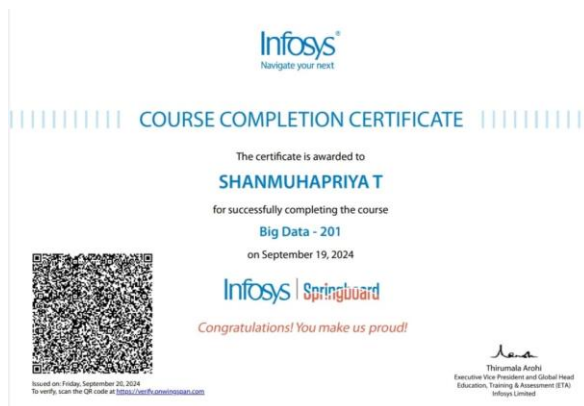 Infosys®
Navigate your next
COURSE COMPLETION CERTIFICATE
The certificate is awarded to
SHANMUHAPRIYA T
for successfully completing the course
Big Data - 201
on September 19, 2024
Infosys | Springboard
Congratulations! You make us proud!
Thirumala Arohi
Executive Vice President and Global Head
Education, Training & Assessment (ETA)
Infosys Limited
Issued on: Friday, September 20, 2024
To verify, scan the QR code at https://verify.onwingspan.com